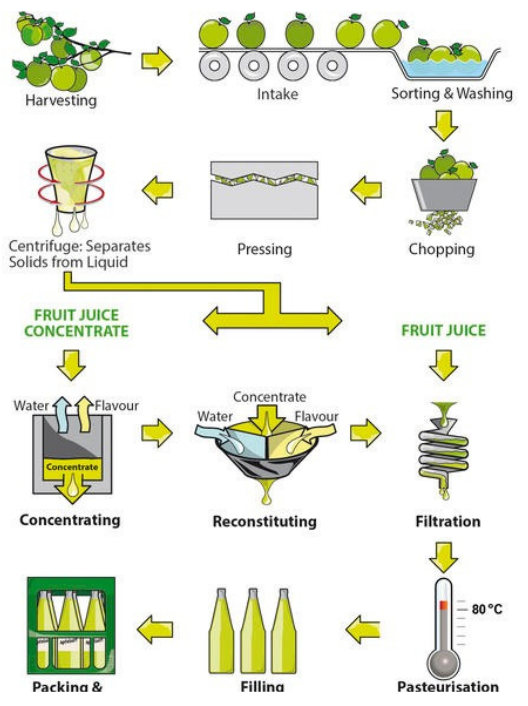 Harvesting
Intake
Sorting & Washing
Centrifuge: Separates
Solids from Liquid
Pressing
Chopping
FRUIT JUICE
CONCENTRATE
FRUIT JUICE
Water
Flavour
Concentrate
Concentrating
Concentrate
Water
Flavour
Reconstituting
Filtration
80 °C
Packing &
Filling
Pasteurisation